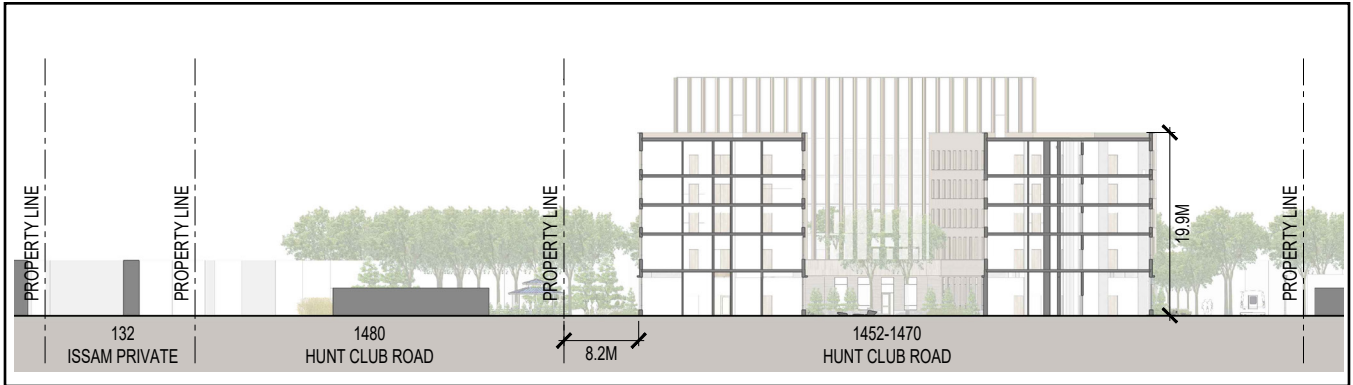 PROPERTY LINE
PROPERTY LINE
PROPERTY LINE
19.9M
PROPERTY LINE
132
ISSAM PRIVATE
1480
HUNT CLUB ROAD
8.2M
1452-1470
HUNT CLUB ROAD